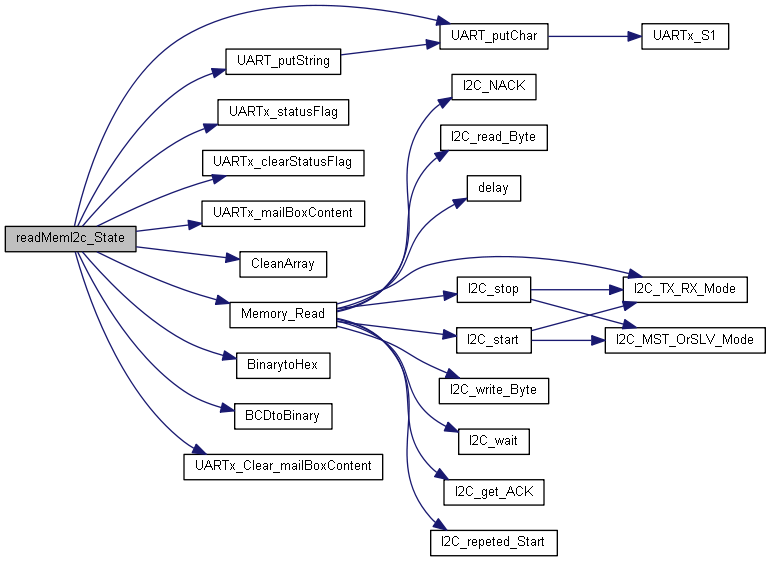 readMemI2c_State
UART_putChar
UARTx_S1
UART_putString
UARTx_statusFlag
UARTx_clearStatusFlag
UARTx_mailBoxContent
CleanArray
Memory_Read
BinarytoHex
BCDtoBinary
UARTx_Clear_mailBoxContent
I2C_NACK
I2C_read_Byte
delay
I2C_stop
I2C_start
I2C_write_Byte
I2C_wait
I2C_get_ACK
I2C_repeted_Start
I2C_TX_RX_Mode
I2C_MST_OrSLV_Mode